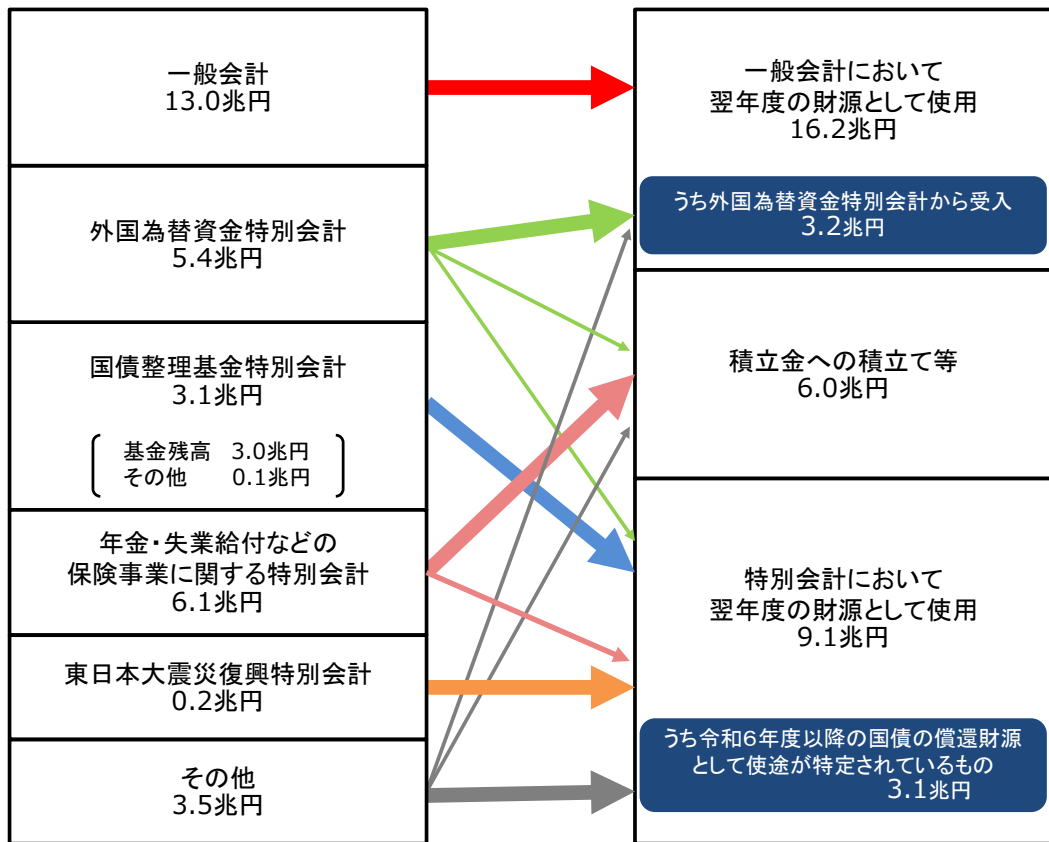 一般会計
13.0兆円
外国為替資金特別会計
5.4兆円
国債整理基金特別会計
3.1兆円
基金残高 3.0兆円
その他 0.1兆円
年金・失業給付などの
保険事業に関する特別会計
6.1兆円
東日本大震災復興特別会計
0.2兆円
その他
3.5兆円
一般会計において
翌年度の財源として使用
16.2兆円
うち外国為替資金特別会計から受入
3.2兆円
積立金への積立て等
6.0兆円
特別会計において
翌年度の財源として使用
9.1兆円
うち令和6年度以降の国債の償還財源
として使途が特定されているもの
3.1兆円